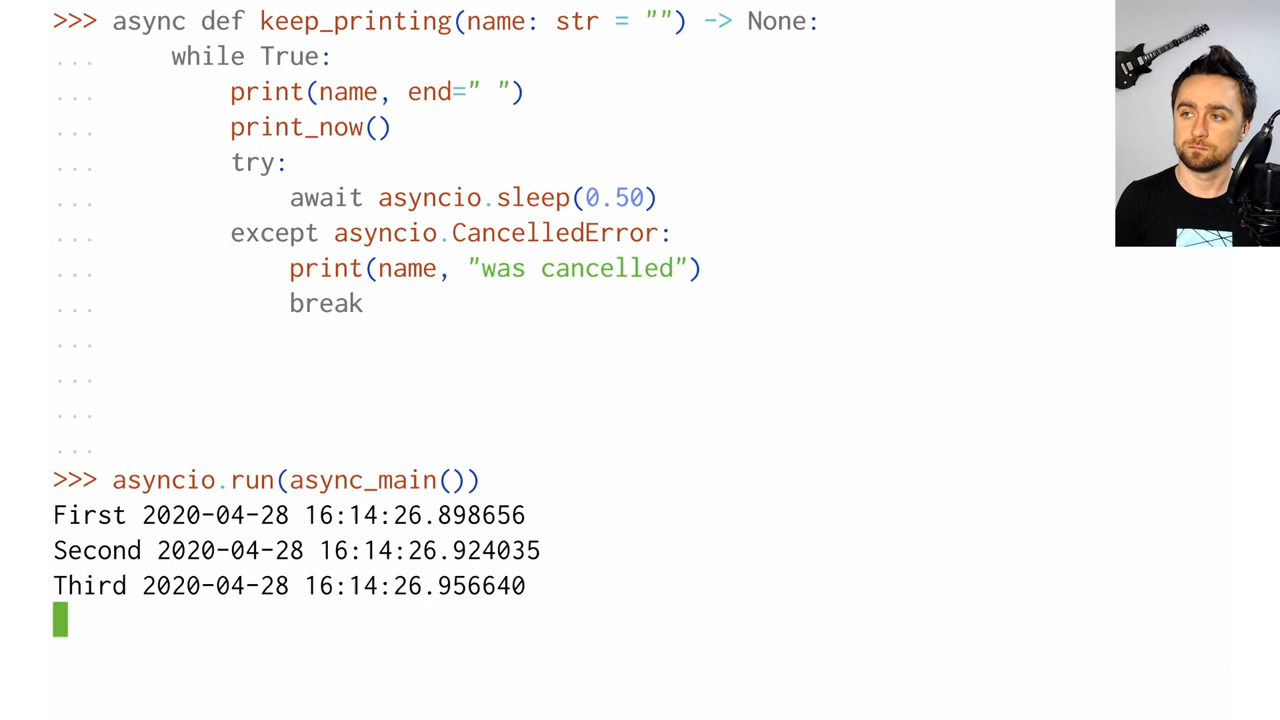 >>> async def keep_printing(name: str = "") -> None:
...     while True:
...         print(name, end=" ")
...         print_now()
...         try:
...             await asyncio.sleep(0.50)
...         except asyncio.CancelledError:
...             print(name, "was cancelled")
...             break
...
...
...
...
>>> asyncio.run(async_main())
First 2020-04-28 16:14:26.898656
Second 2020-04-28 16:14:26.924035
Third 2020-04-28 16:14:26.956640